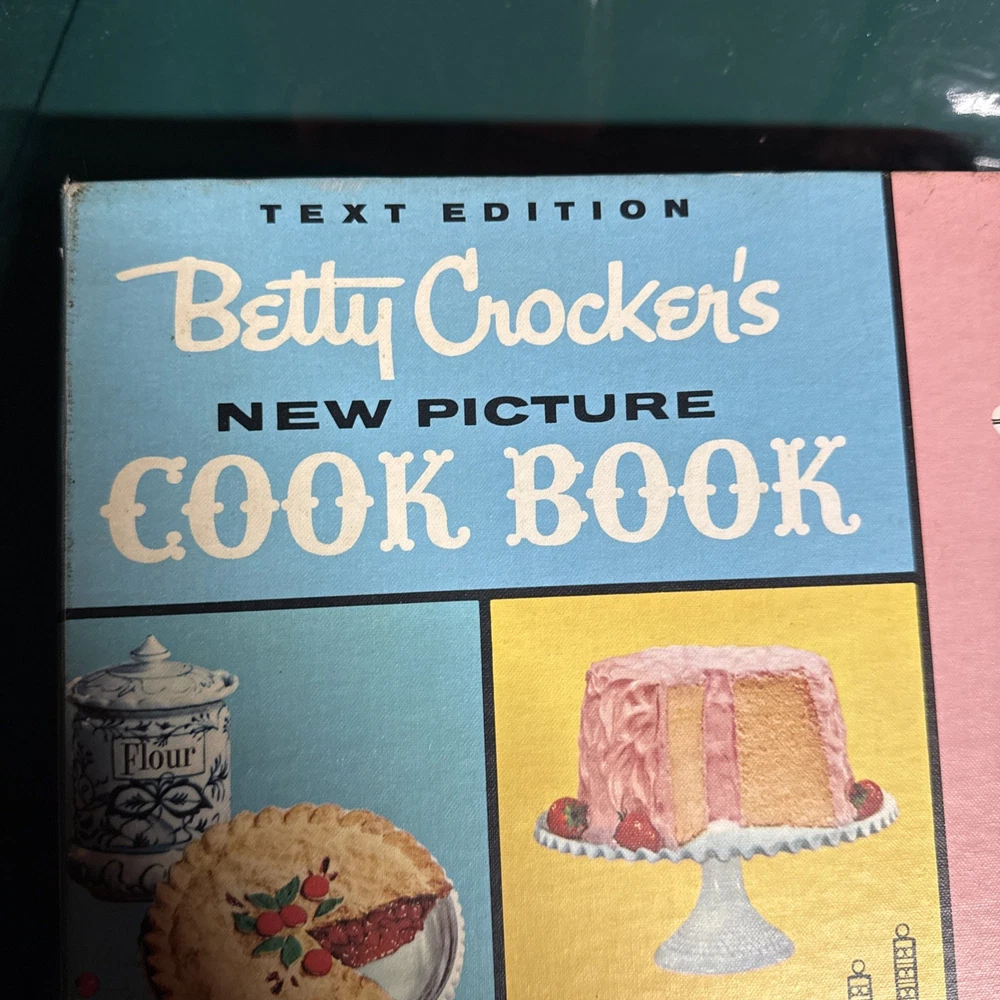 TEXT EDITION
Betty Crocker's
NEW PICTURE
COOK BOOK
Flour